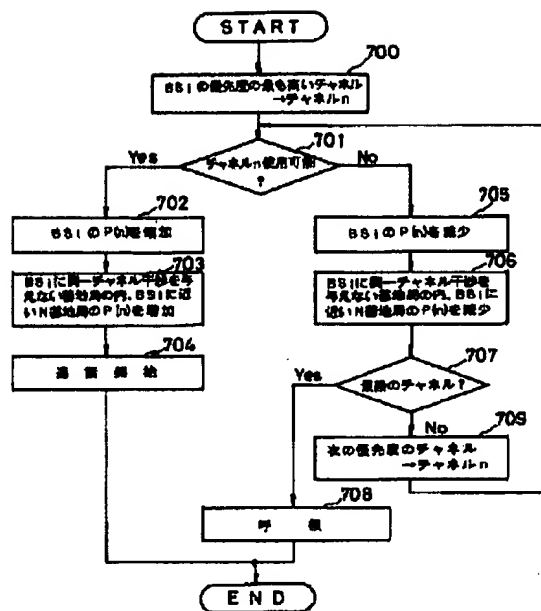 START
700
BSiの優先度の最も高いチャネル
→チャネルn
701
Yes
チャネルn使用可能
?
No
702
BSiのP(n)を増加
705
BSiのP(n)を減少
703
BSiに同一チャネル干渉を与
えない基地局の内、BSiに近
いN基地局のP(n)を増加
706
BSiに同一チャネル干渉を与
えない基地局の内、BSiに
近いN基地局のP(n)を減少
704
通話開始
707
Yes
最後のチャネル?
No
709
次の優先度のチャネル
→チャネルn
708
呼損
END